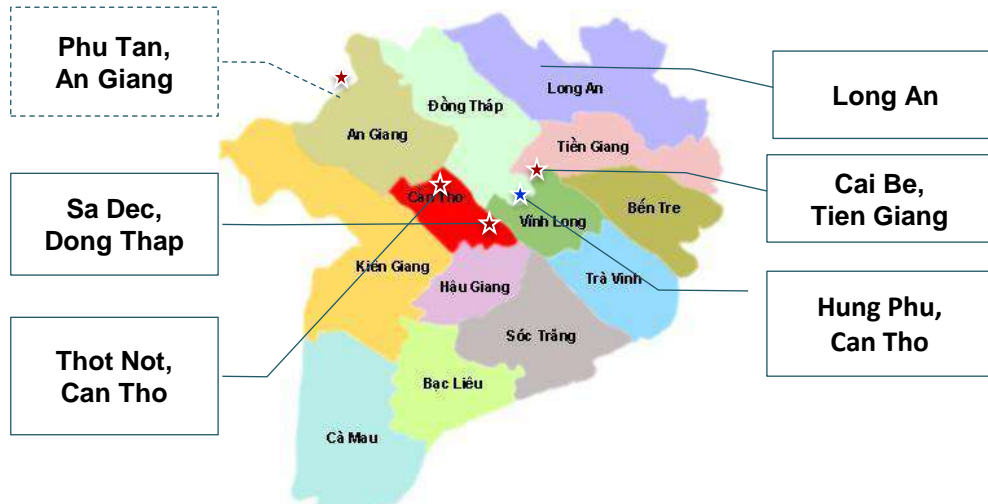 Phu Tan,
An Giang
Long An
Long An
Đồng Tháp
An Giang
Tiền Giang
Cai Be,
Tien Giang
Sa Dec,
Dong Thap
Cần Thơ
Vĩnh Long
Bến Tre
Kiên Giang
Hậu Giang
Trà Vinh
Hung Phu,
Can Tho
Thot Not,
Can Tho
Sóc Trăng
Bạc Liêu
Cà Mau